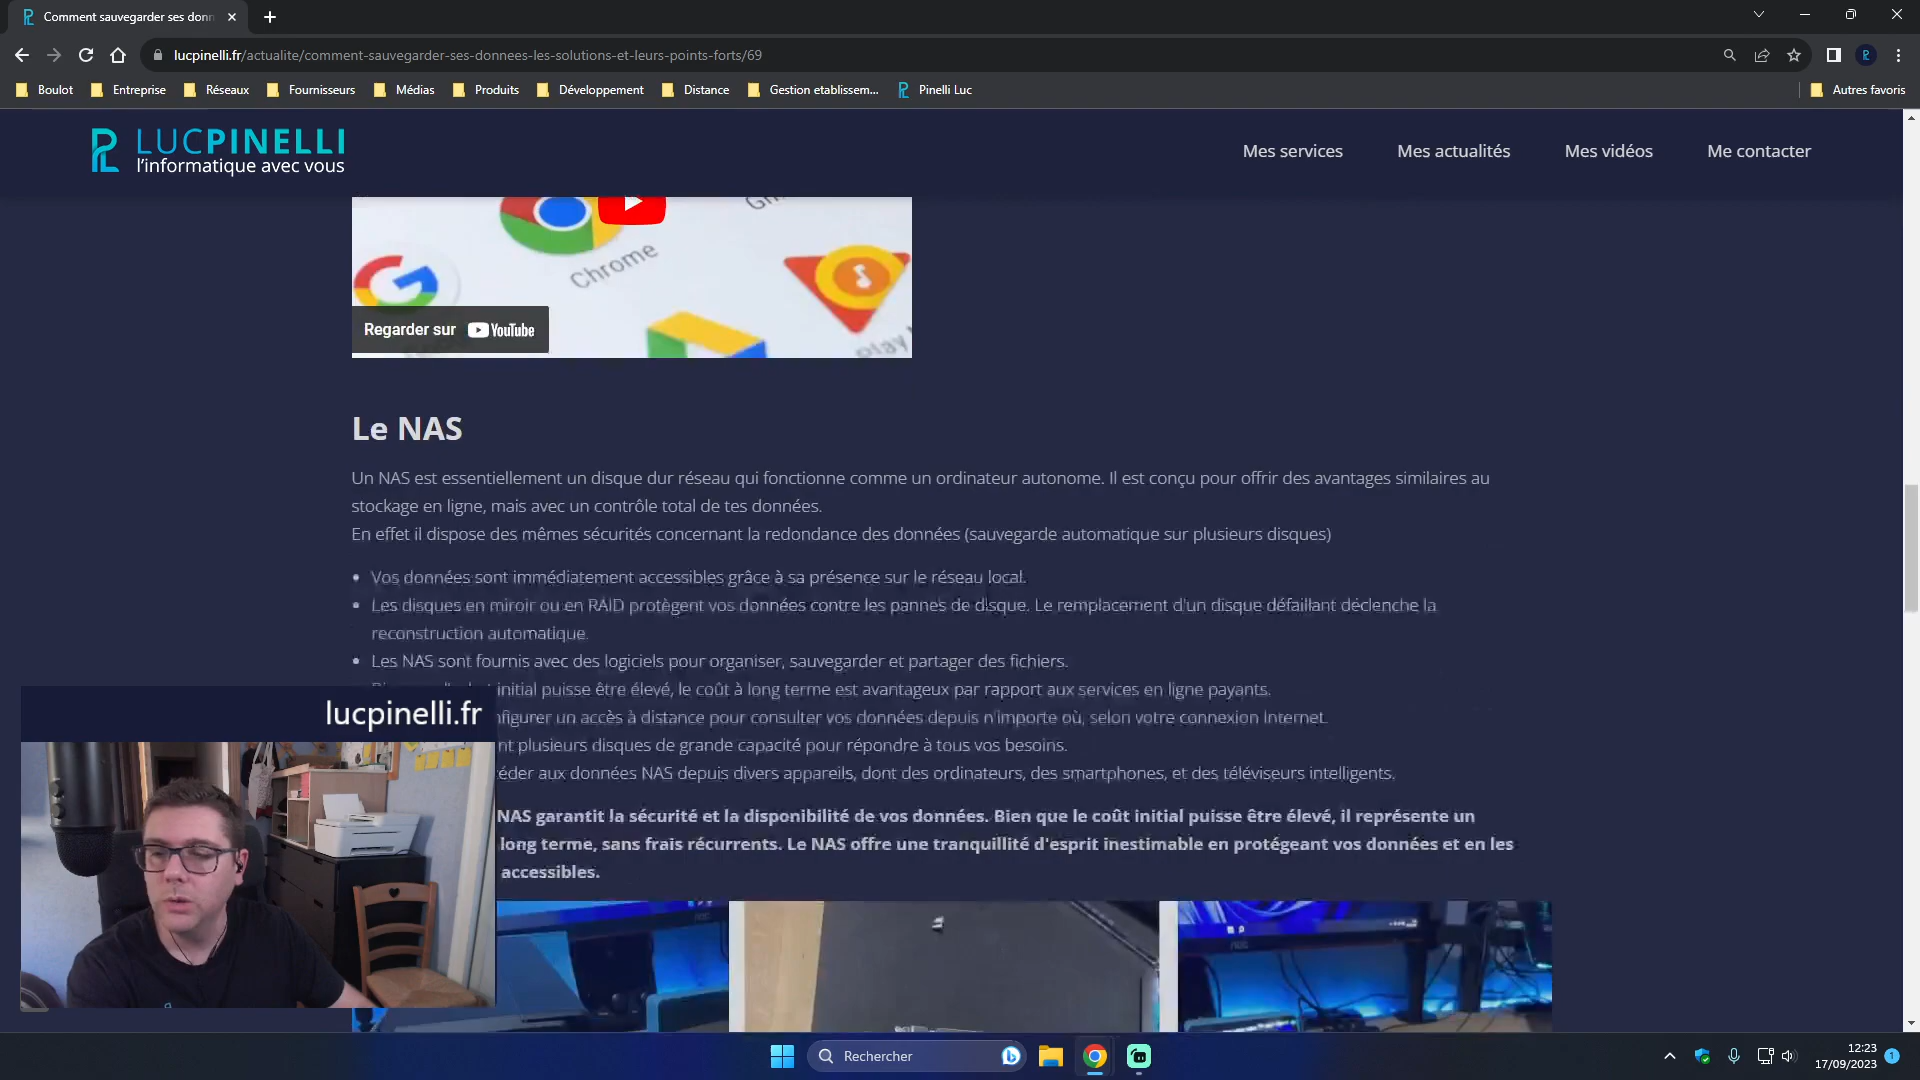 Comment sauvegarder ses donn
lucpinelli.fr/actualite/comment-sauvegarder-ses-donnees-les-solutions-et-leurs-points-forts/69
Boulot
Entreprise
Réseaux
Fournisseurs
Médias
Produits
Développement
Distance
Gestion etablissem...
Pinelli Luc
Autres favoris
LUCPINELLI
l'informatique avec vous
Mes services
Mes actualités
Mes vidéos
Me contacter
Chrome
Regarder sur YouTube
Le NAS
Un NAS est essentiellement un disque dur réseau qui fonctionne comme un ordinateur autonome. Il est conçu pour offrir des avantages similaires au
stockage en ligne, mais avec un contrôle total de tes données.
En effet il dispose des mêmes sécurités concernant la redondance des données (sauvegarde automatique sur plusieurs disques)
Vos données sont immédiatement accessibles grâce à sa présence sur le réseau local.
Les disques en miroir ou en RAID protègent vos données contre les pannes de disque. Le remplacement d'un disque défaillant déclenche la
reconstruction automatique.
Les NAS sont fournis avec des logiciels pour organiser, sauvegarder et partager des fichiers.
initial puisse être élevé, le coût à long terme est avantageux par rapport aux services en ligne payants.
nfigurer un accès à distance pour consulter vos données depuis n'importe où, selon votre connexion Internet.
nt plusieurs disques de grande capacité pour répondre à tous vos besoins.
éder aux données NAS depuis divers appareils, dont des ordinateurs, des smartphones, et des téléviseurs intelligents.
NAS garantit la sécurité et la disponibilité de vos données. Bien que le coût initial puisse être élevé, il représente un
long terme, sans frais récurrents. Le NAS offre une tranquillité d'esprit inestimable en protégeant vos données et en les
accessibles.
lucpinelli.fr
Rechercher
12:23
17/09/2023
1